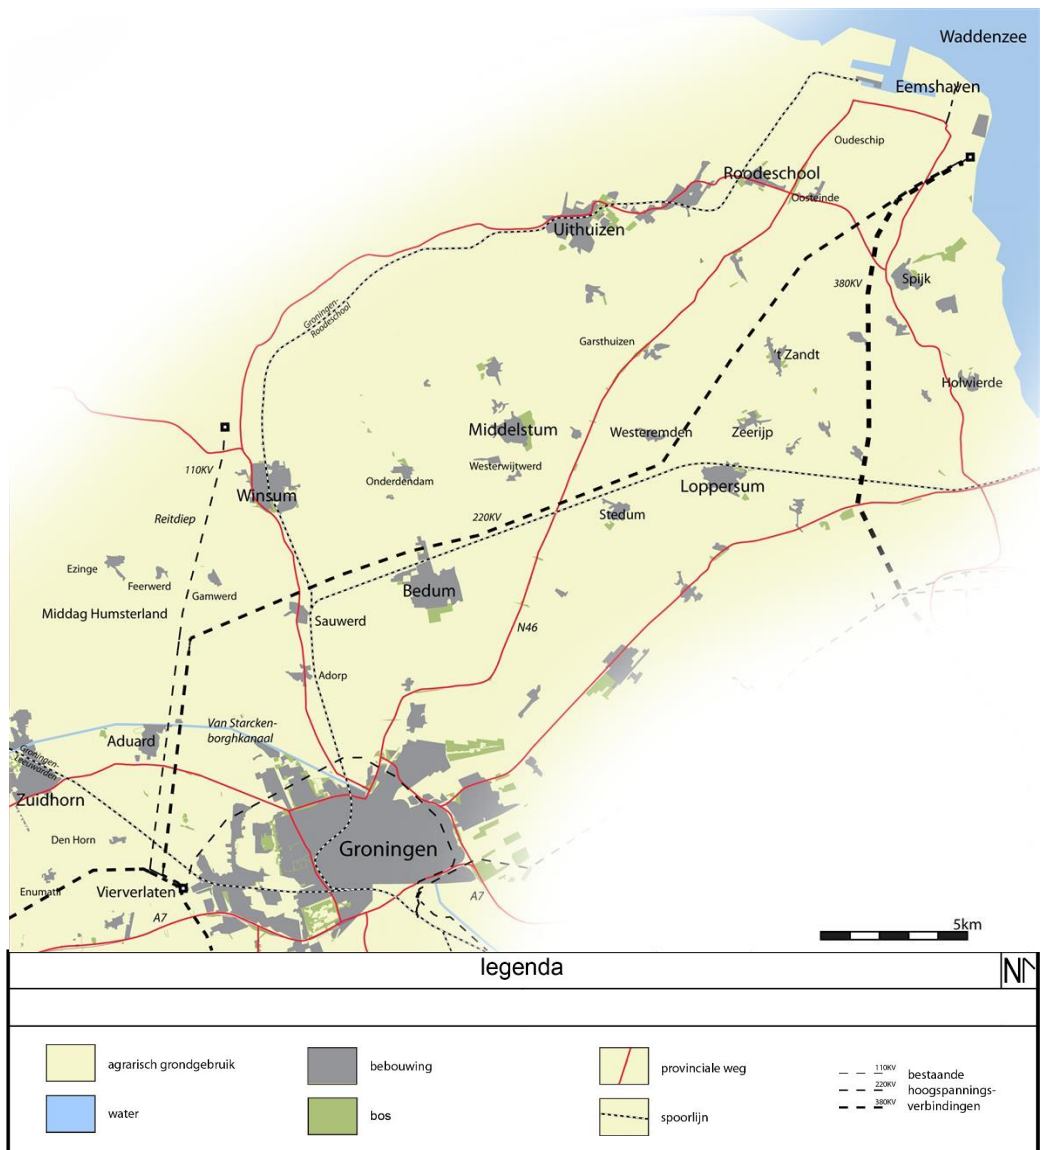 Waddenzee
Eemshaven
Oudeschip
Roodeschool
Oosteinde
Uithuizen
380KV
Spijk
Groningen-
Roodeschool
Garsthuizen
't Zandt
Holwierde
Middelstum
Westeremden
Zeerijp
110KV
Westerwijtwerd
Winsum
Onderdendam
Loppersum
Reitdiep
220KV
Stedum
Ezinge
Feerwerd
Gamwerd
Bedum
Middag Humsterland
Sauwerd
N46
Adorp
Van Starcken-
borghkanaal
Aduard
Groningen-
Leeuwarden
Zuidhorn
Den Horn
Groningen
Enumatil
Vierverlaten
A7
A7
5km
legenda
N
agrarisch grondgebruik
bebouwing
provinciale weg
110KV
bestaande
220KV
hoogspannings-
380KV
verbindingen
water
bos
spoorlijn